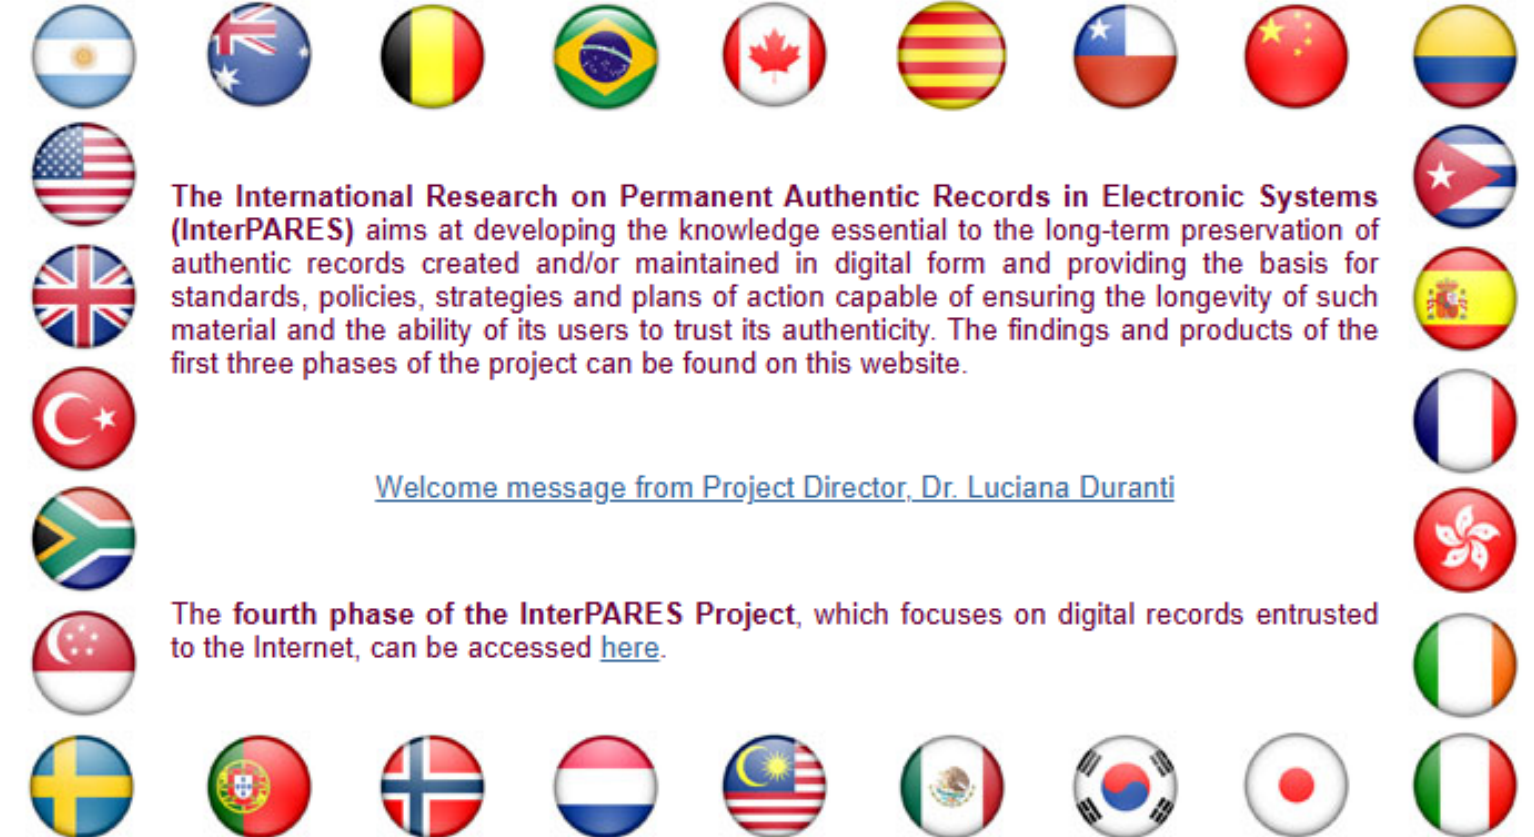 The International Research on Permanent Authentic Records in Electronic Systems
(InterPARES) aims at developing the knowledge essential to the long-term preservation of
authentic records created and/or maintained in digital form and providing the basis for
standards, policies, strategies and plans of action capable of ensuring the longevity of such
material and the ability of its users to trust its authenticity. The findings and products of the
first three phases of the project can be found on this website.
Welcome message from Project Director, Dr. Luciana Duranti
The fourth phase of the InterPARES Project, which focuses on digital records entrusted
to the Internet, can be accessed here.